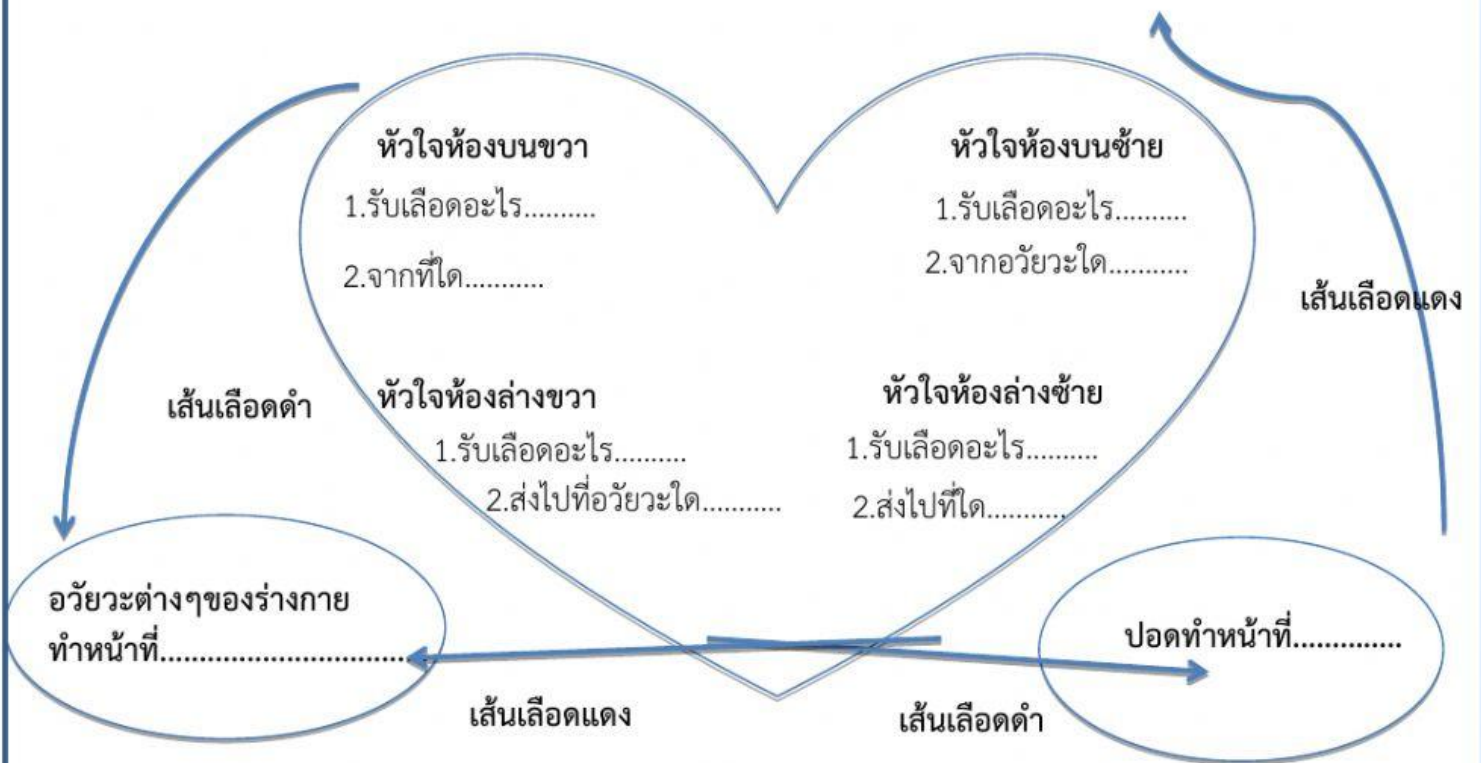 หัวใจห้องบนขวา
1.รับเลือดอะไร..........
2.จากที่ใด...........
หัวใจห้องบนซ้าย
1.รับเลือดอะไร..........
2.จากอวัยวะใด...........
เส้นเลือดแดง
เส้นเลือดดำ
หัวใจห้องล่างขวา
1.รับเลือดอะไร..........
2.ส่งไปที่อวัยวะใด...........
หัวใจห้องล่างซ้าย
1.รับเลือดอะไร..........
2.ส่งไปที่ใด...........
อวัยวะต่างๆของร่างกาย
ทำหน้าที่................................
ปอดทำหน้าที่..............
เส้นเลือดแดง
เส้นเลือดดำ